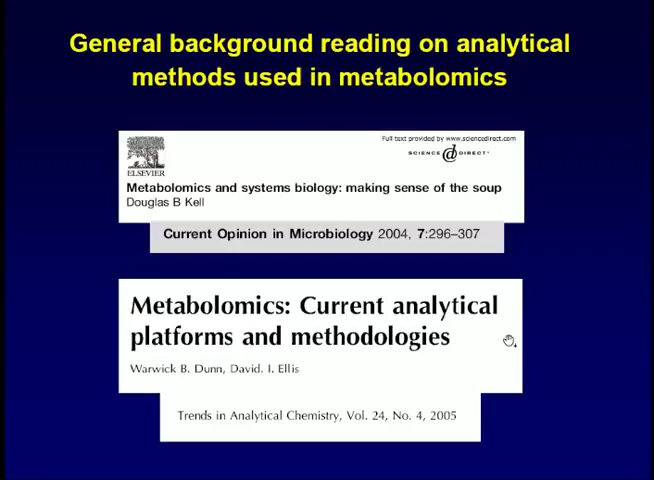 General background reading on analytical
methods used in metabolomics
Full text provided by www.sciencedirect.com
SCIENCE DIRECT®
ELSEVIER
Metabolomics and systems biology: making sense of the soup
Douglas B Kell
Current Opinion in Microbiology 2004, 7:296–307
Metabolomics: Current analytical
platforms and methodologies
Warwick B. Dunn, David. I. Ellis
Trends in Analytical Chemistry, Vol. 24, No. 4, 2005